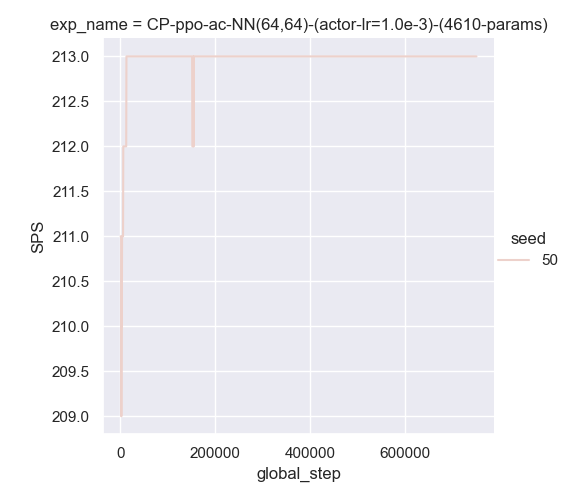 exp_name = CP-ppo-ac-NN(64,64)-(actor-lr=1.0e-3)-(4610-params)
213.0
212.5
212.0
211.5
211.0
210.5
210.0
209.5
209.0
SPS
0 200000 400000 600000
global_step
seed
50